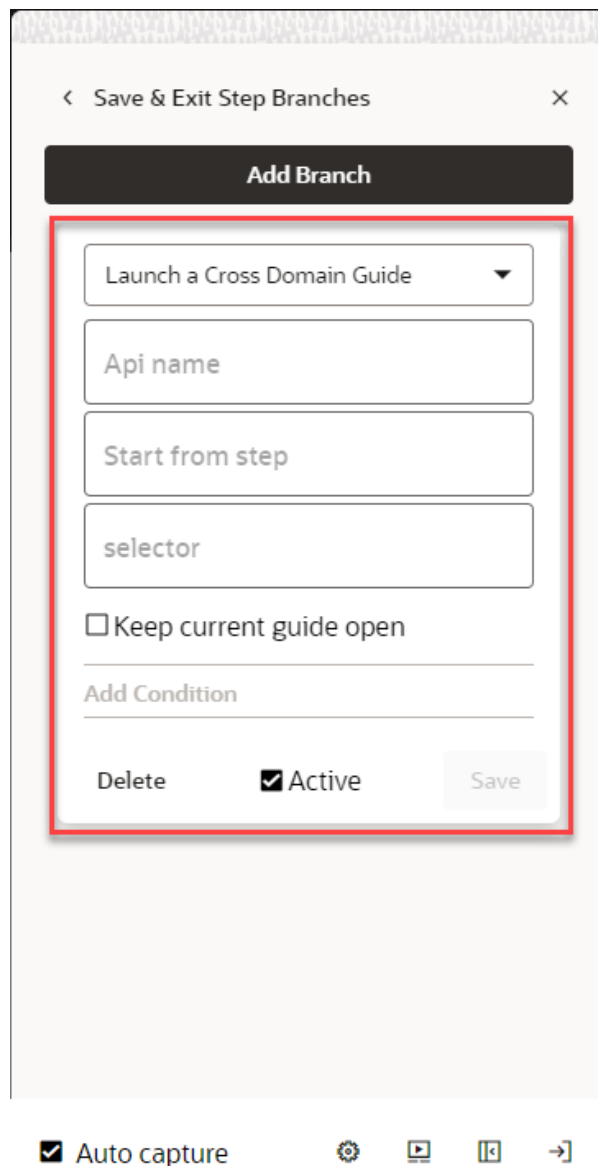 Save & Exit Step Branches
Add Branch
Launch a Cross Domain Guide
Api name
Start from step
selector
Keep current guide open
Add Condition
Delete Active Save
Auto capture